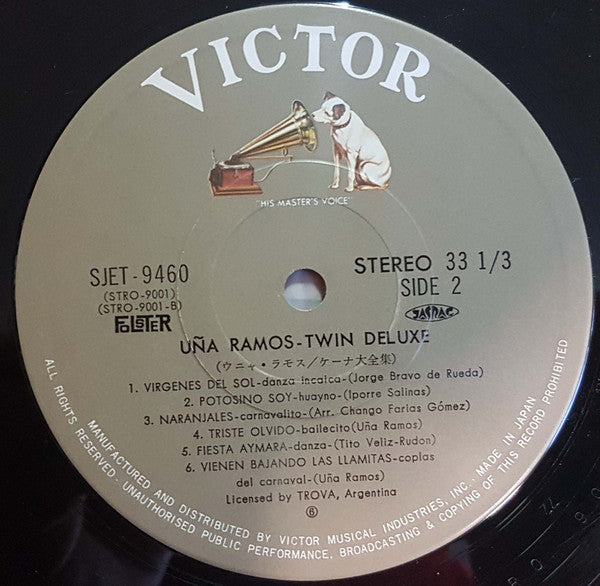 VICTOR
"HIS MASTER'S VOICE"
SJET-9460
(STRO-9001)
(STRO-9001-B)
FOLSTER
STEREO 33 1/3
SIDE 2
JASRAC
UÑA RAMOS-TWIN DELUXE
(ウニャ・ラモス/ケーナ大全集)
1. VIRGENES DEL SOL-danza incaica-(Jorge Bravo de Rueda)
2. POTOSINO SOY-huayno-(Iporre Salinas)
3. NARANJALES-carnavalito-(Arr. Chango Farias Gómez)
4. TRISTE OLVIDO-bailecito-(Uña Ramos)
5. FIESTA AYMARA-danza-(Tito Veliz-Rudon)
6. VIENEN BAJANDO LAS LLAMITAS-coplas
del carnaval-(Uña Ramos)
Licensed by TROVA, Argentina
⑥
MANUFACTURED AND DISTRIBUTED BY VICTOR MUSICAL INDUSTRIES, INC., MADE IN JAPAN
ALL RIGHTS RESERVED-UNAUTHORISED PUBLIC PERFORMANCE, BROADCASTING & COPYING OF THIS RECORD PROHIBITED